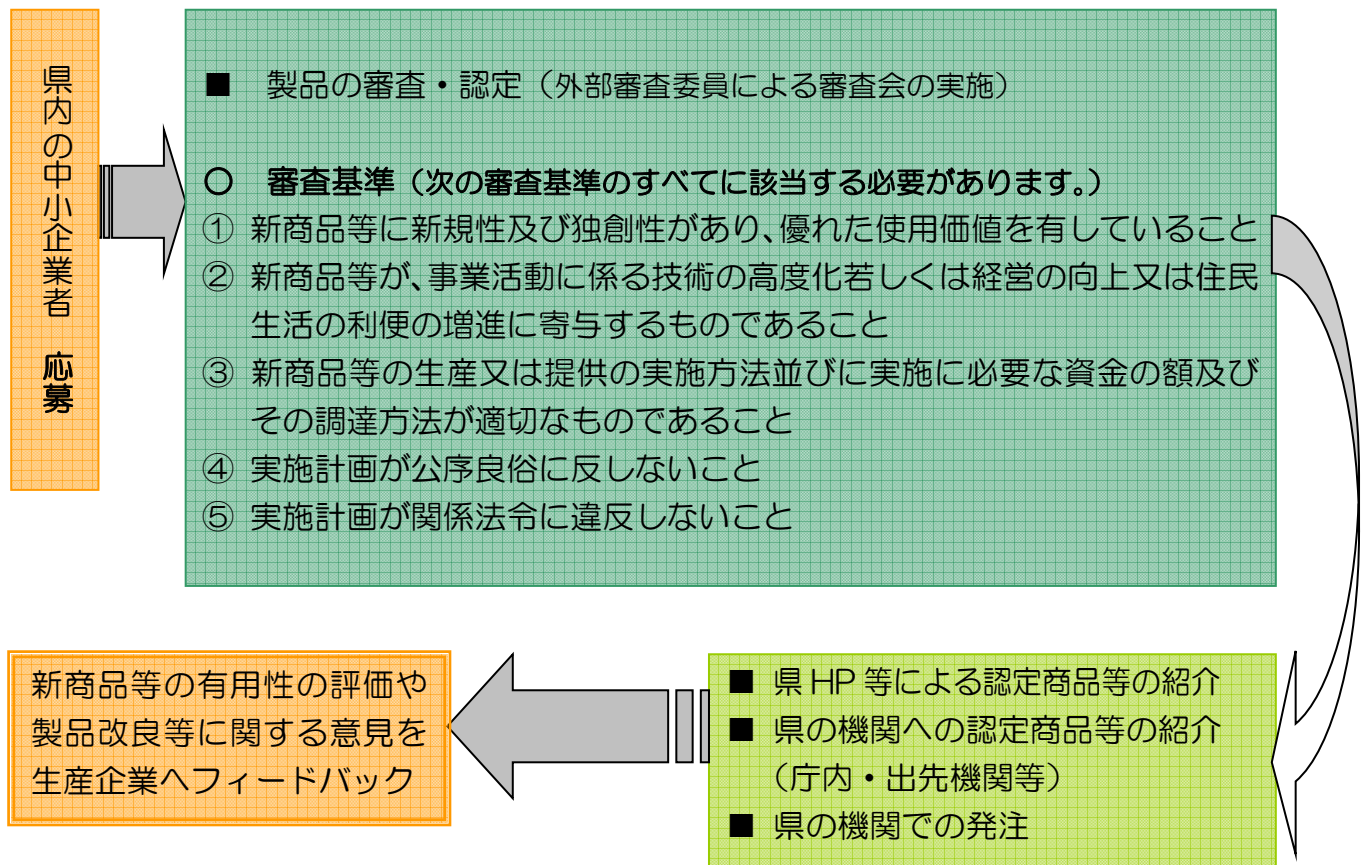 県内の中小企業者 応募
■ 製品の審査・認定（外部審査委員による審査会の実施）
○ 審査基準（次の審査基準のすべてに該当する必要があります。）
① 新商品等に新規性及び独創性があり、優れた使用価値を有していること
② 新商品等が、事業活動に係る技術の高度化若しくは経営の向上又は住民
生活の利便の増進に寄与するものであること
③ 新商品等の生産又は提供の実施方法並びに実施に必要な資金の額及び
その調達方法が適切なものであること
④ 実施計画が公序良俗に反しないこと
⑤ 実施計画が関係法令に違反しないこと
■ 県 HP 等による認定商品等の紹介
■ 県の機関への認定商品等の紹介
（庁内・出先機関等）
■ 県の機関での発注
新商品等の有用性の評価や
製品改良等に関する意見を
生産企業へフィードバック